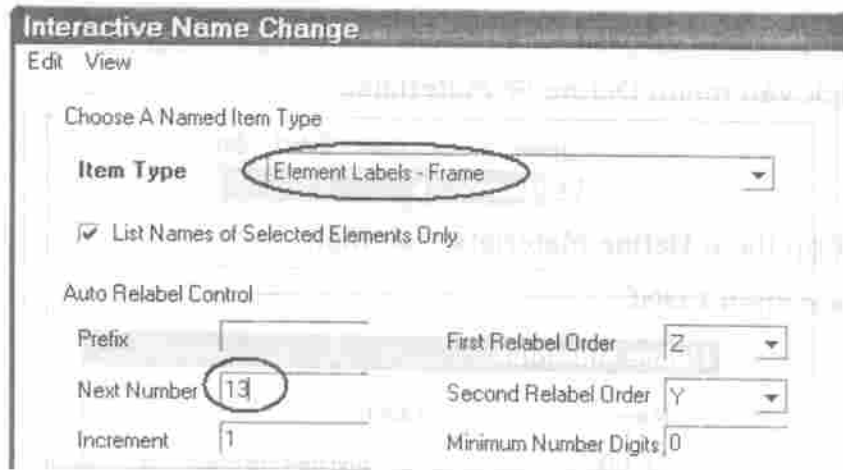 Interactive Name Change
Edit View
Choose A Named Item Type
Item Type Element Labels - Frame
List Names of Selected Elements Only
Auto Relabel Control
Prefix First Relabel Order Z
Next Number 13 Second Relabel Order Y
Increment 1 Minimum Number Digits 0